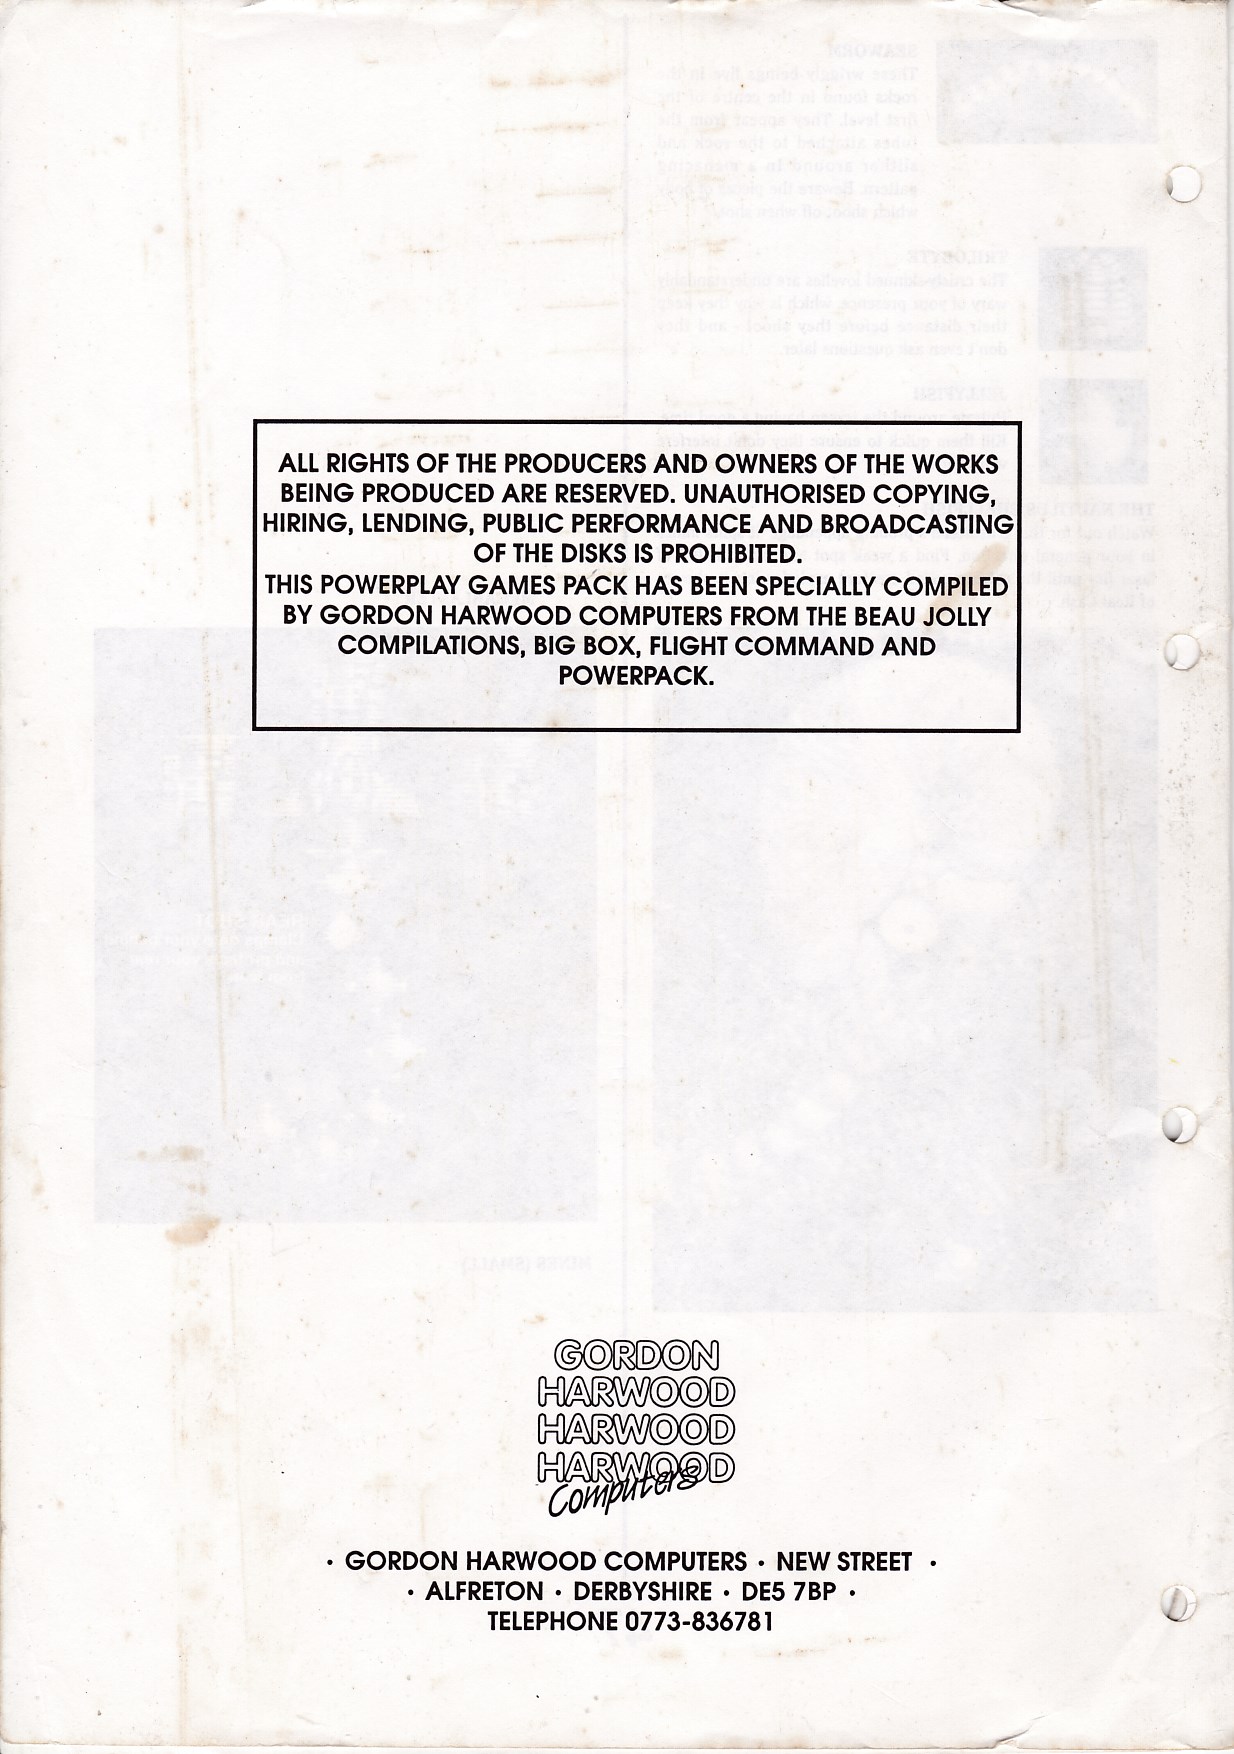 ALL RIGHTS OF THE PRODUCERS AND OWNERS OF THE WORKS
BEING PRODUCED ARE RESERVED. UNAUTHORISED COPYING,
HIRING, LENDING, PUBLIC PERFORMANCE AND BROADCASTING
OF THE DISKS IS PROHIBITED.
THIS POWERPLAY GAMES PACK HAS BEEN SPECIALLY COMPILED
BY GORDON HARWOOD COMPUTERS FROM THE BEAU JOLLY
COMPILATIONS, BIG BOX, FLIGHT COMMAND AND
POWERPACK.
GORDON
HARWOOD
HARWOOD
HARWOOD
Computers
· GORDON HARWOOD COMPUTERS · NEW STREET ·
· ALFRETON · DERBYSHIRE · DE5 7BP ·
TELEPHONE 0773-836781